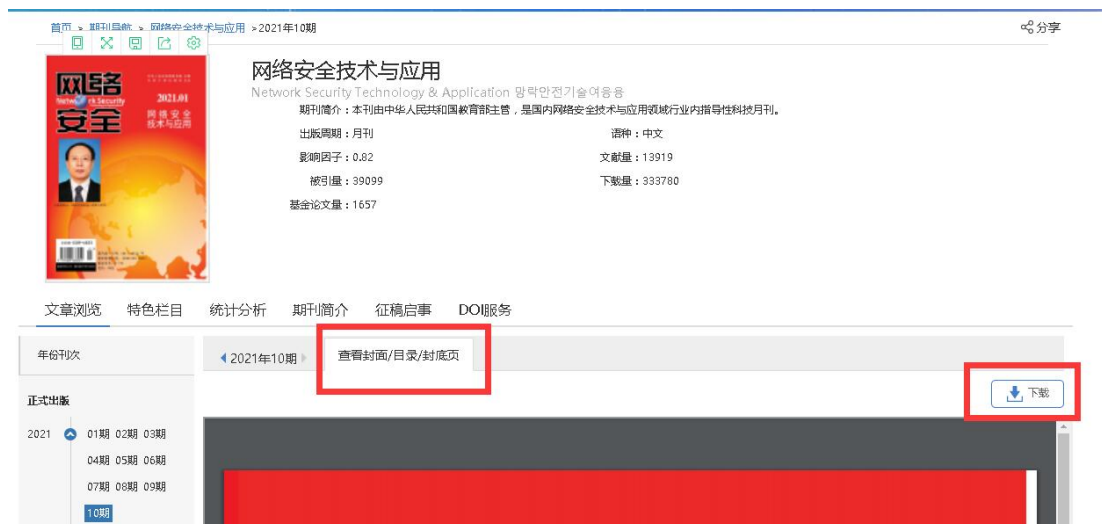 首页 > 期刊导航 > 网络安全技术与应用 >2021年10期
分享
网络安全技术与应用
Network Security Technology & Application 망락안전기술여응용
期刊简介：本刊由中华人民共和国教育部主管，是国内网络安全技术与应用领域行业内指导性科技月刊。
出版周期：月刊
语种：中文
影响因子：0.82
文献量：13919
被引量：39099
下载量：333780
基金论文量：1657
网络
Network Security
2021.01
安全
网络安全
技术与应用
文章浏览 特色栏目 统计分析 期刊简介 征稿启事 DOI服务
年份刊次
2021年10期
查看封面/目录/封底页
下载
正式出版
2021 01期 02期 03期
04期 05期 06期
07期 08期 09期
10期